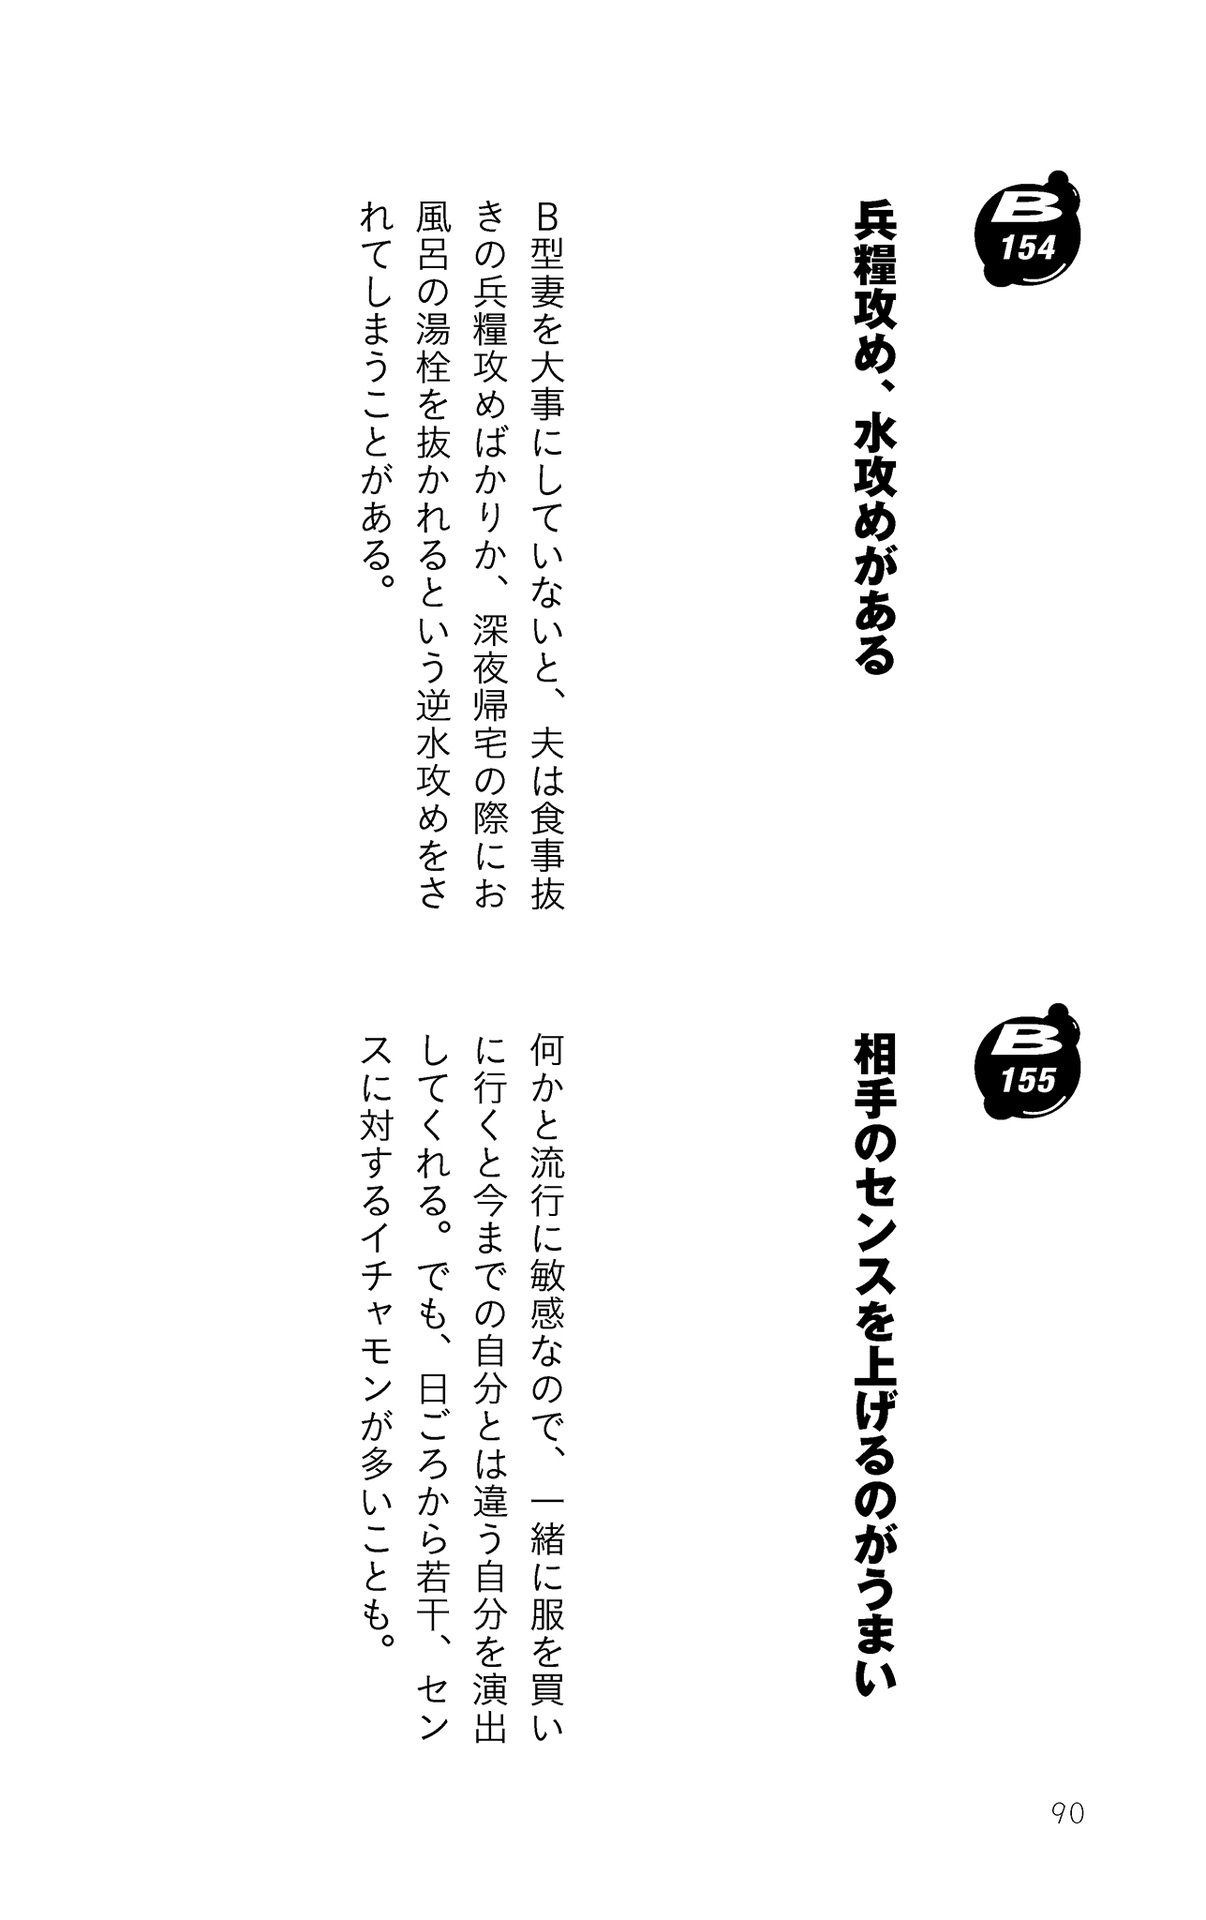 B
154
兵糧攻め、水攻めがある
B型妻を大事にしていないと、夫は食事抜
きの兵糧攻めばかりか、深夜帰宅の際にお
風呂の湯栓を抜かれるという逆水攻めをさ
れてしまうことがある。
B
155
相手のセンスを上げるのがうまい
何かと流行に敏感なので、一緒に服を買い
に行くと今までの自分とは違う自分を演出
してくれる。でも、日ごろから若干、セン
スに対するイチャモンが多いことも。
90